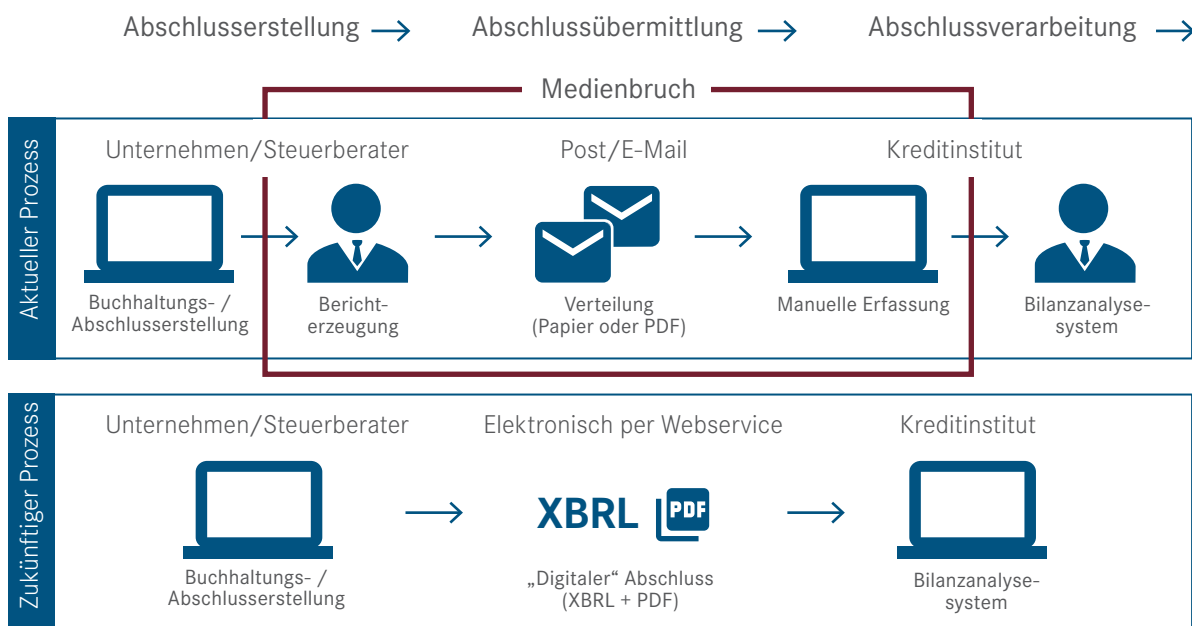 Abschlusserstellung
Abschlussübermittlung
Abschlussverarbeitung
Medienbruch
Aktueller Prozess
Unternehmen/Steuerberater
Post/E-Mail
Kreditinstitut
Buchhaltungs- /
Abschlusserstellung
Bericht-
erzeugung
Verteilung
(Papier oder PDF)
Manuelle Erfassung
Bilanzanalyse-
system
Zukünftiger Prozess
Unternehmen/Steuerberater
Elektronisch per Webservice
Kreditinstitut
XBRL
PDF
Buchhaltungs- /
Abschlusserstellung
„Digitaler“ Abschluss
(XBRL + PDF)
Bilanzanalyse-
system